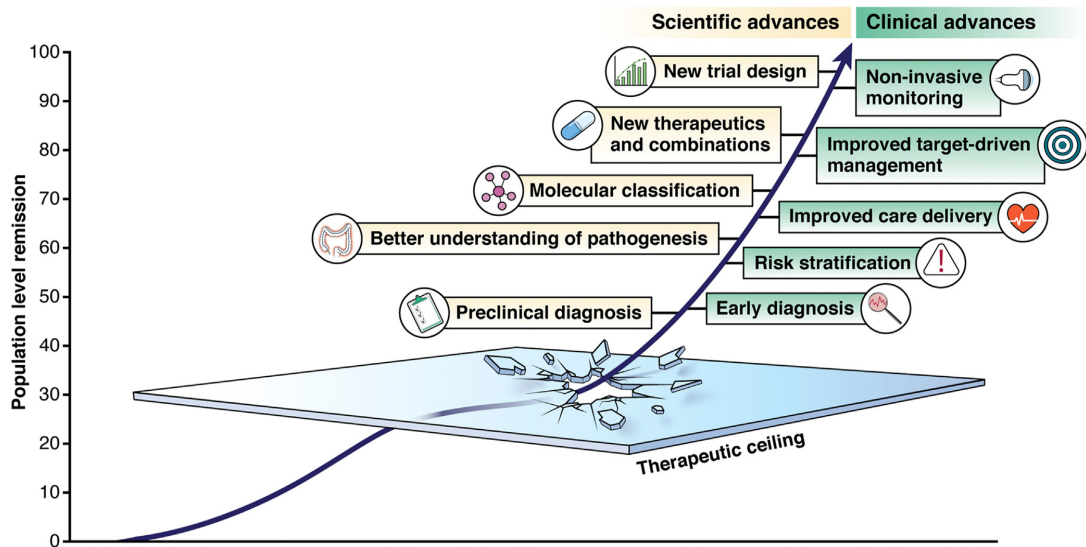 Scientific advances
Clinical advances
Population level remission
100
90
80
70
60
50
40
30
20
10
0
New trial design
Non-invasive
monitoring
New therapeutics
and combinations
Improved target-driven
management
Molecular classification
Improved care delivery
Better understanding of pathogenesis
Risk stratification
Preclinical diagnosis
Early diagnosis
Therapeutic ceiling